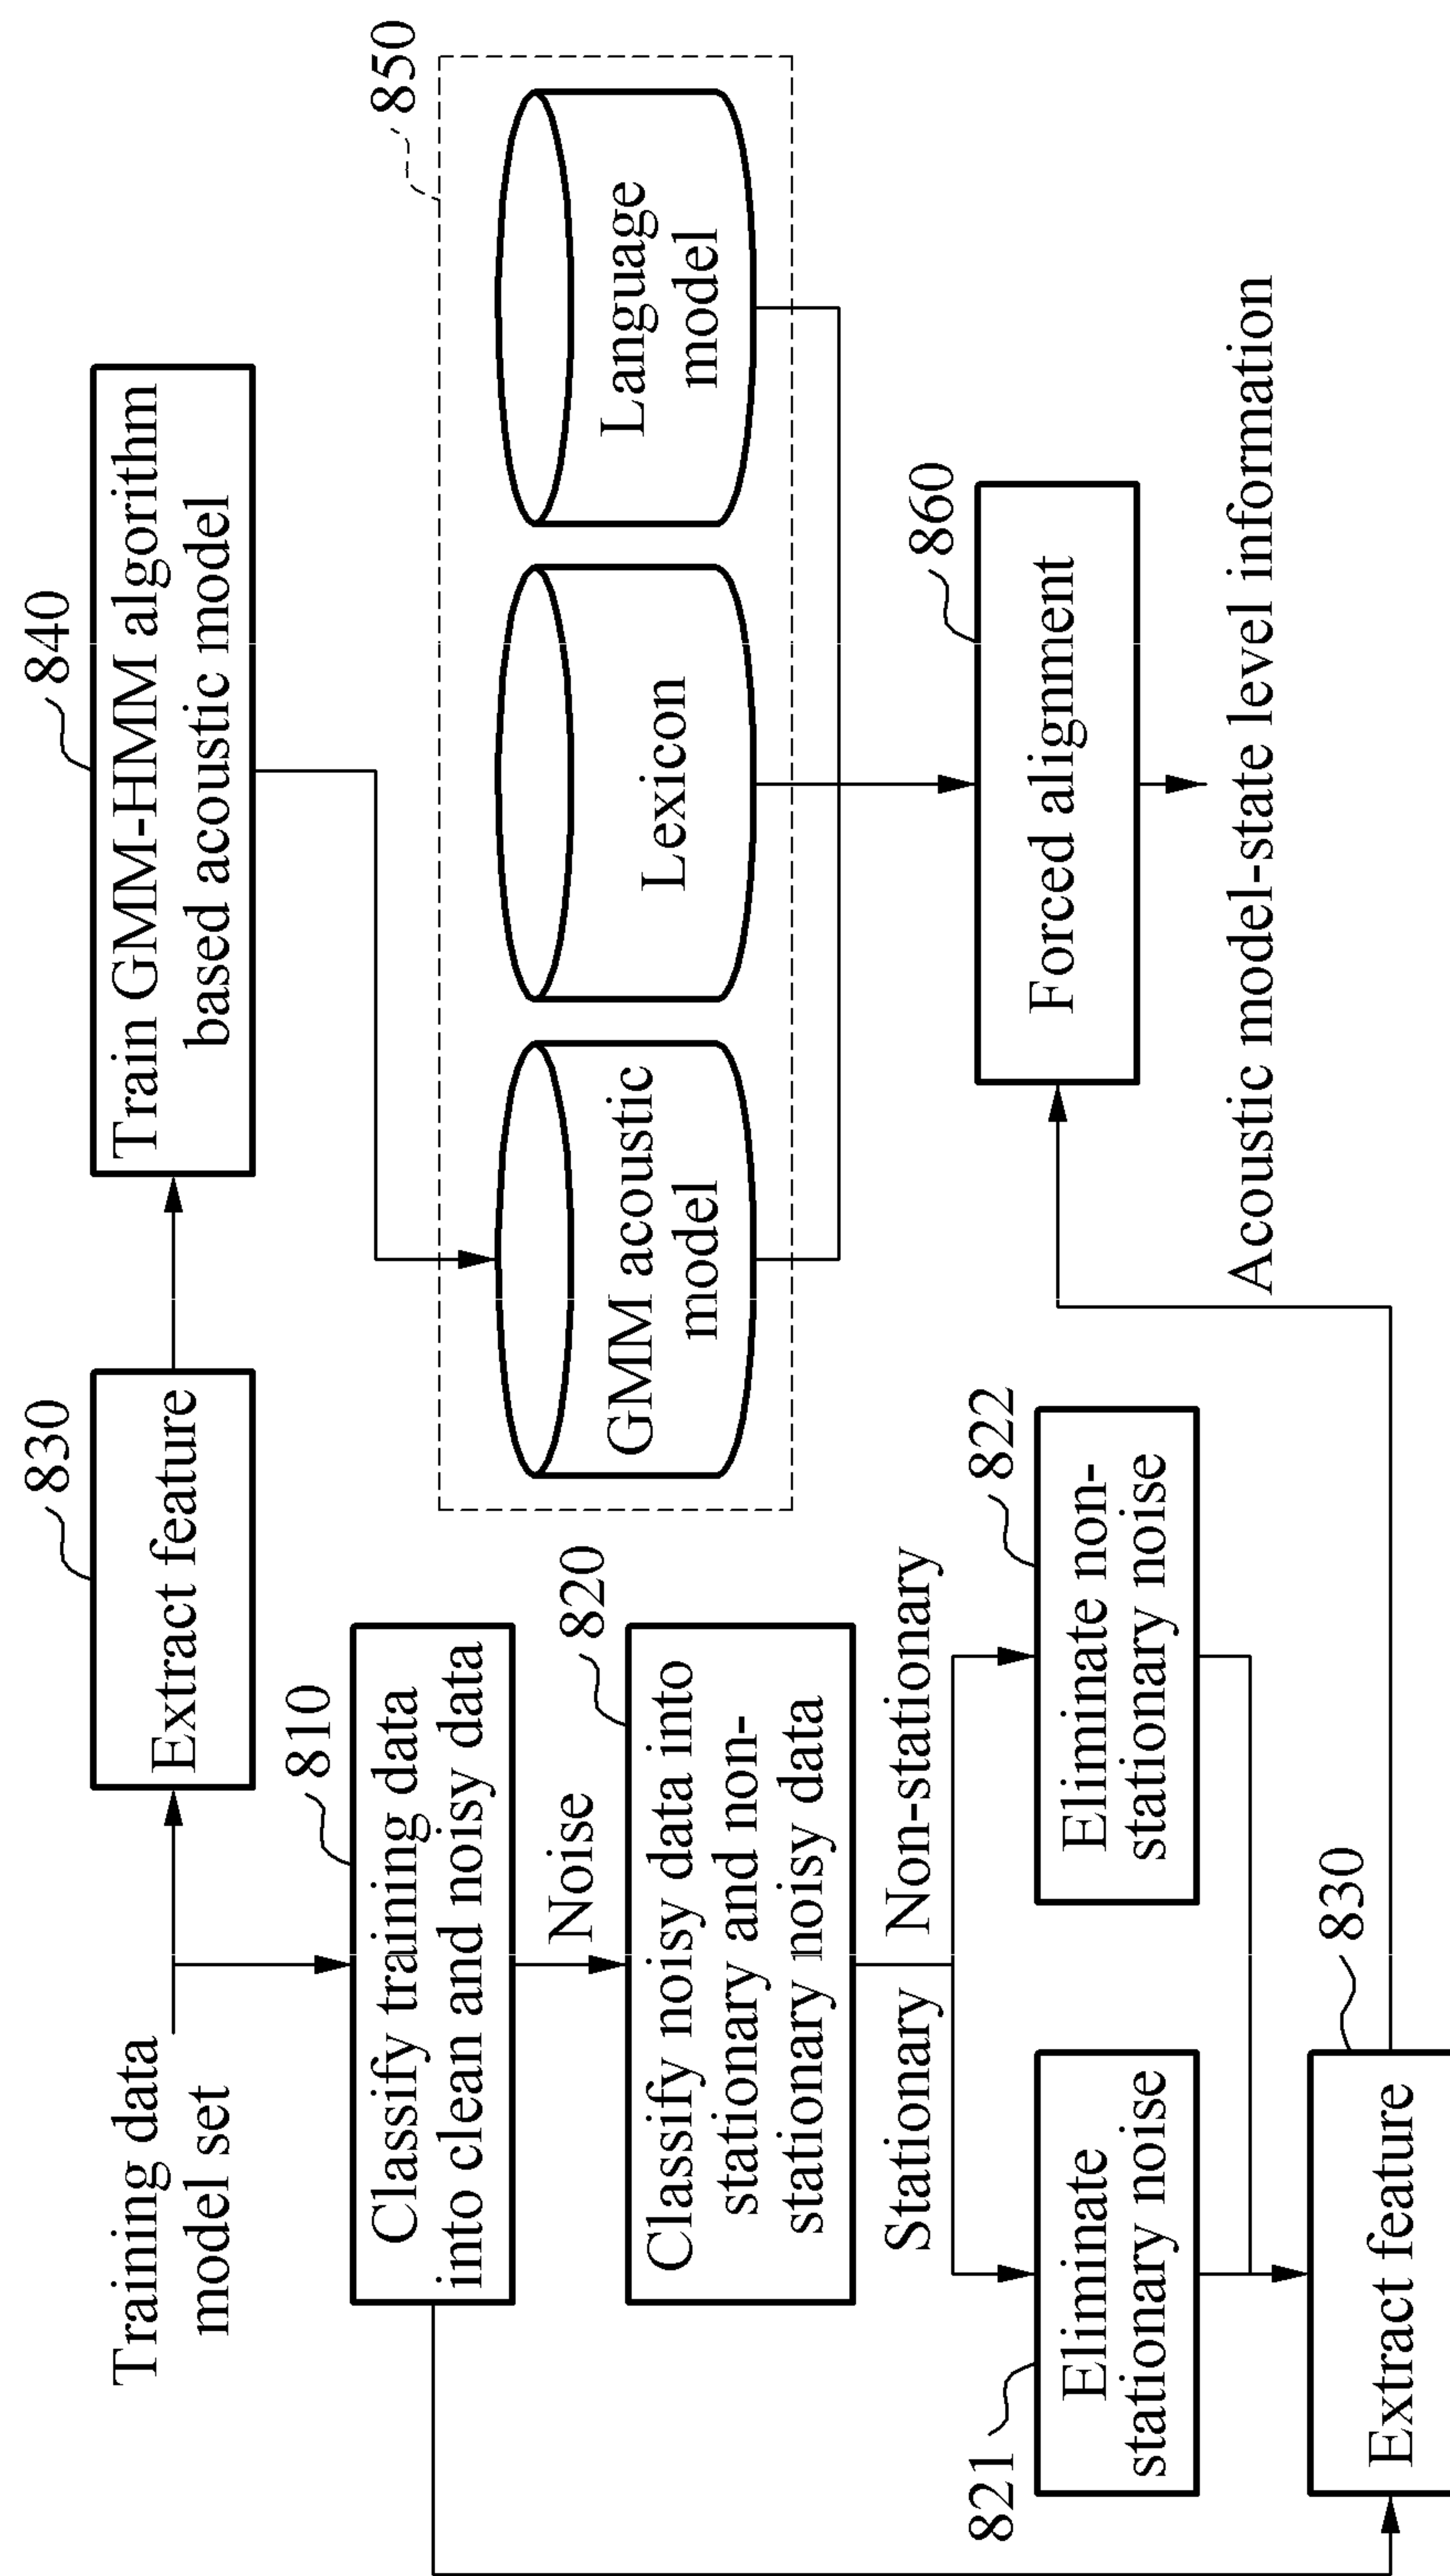 Training data
model set
830
Extract feature
840
Train GMM-HMM algorithm
based acoustic model
810
Classify training data
into clean and noisy data
Noise
820
Classify noisy data into
stationary and non-
stationary noisy data
Stationary
Non-stationary
821
Eliminate
stationary noise
822
Eliminate non-
stationary noise
830
Extract feature
850
GMM acoustic
model
Lexicon
Language
model
860
Forced alignment
Acoustic model-state level information